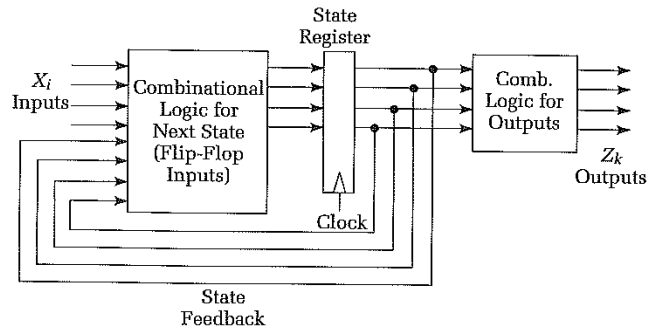 State
Register
X_i
Inputs
Combinational
Logic for
Next State
(Flip-Flop
Inputs)
Comb.
Logic for
Outputs
Z_k
Outputs
Clock
State
Feedback